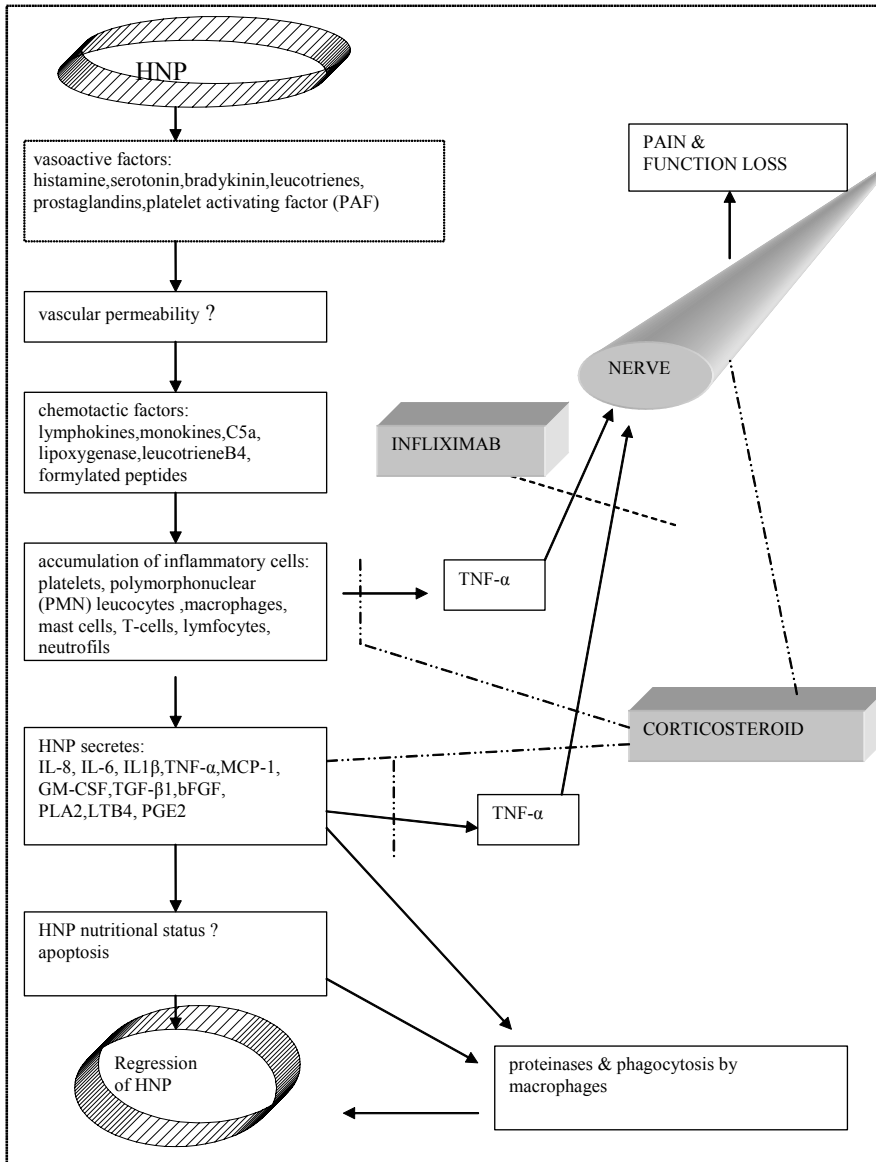 HNP
vasoactive factors:
histamine,serotonin,bradykinin,leucotrienes,
prostaglandins,platelet activating factor (PAF)
PAIN &
FUNCTION LOSS
vascular permeability ?
NERVE
chemotactic factors:
lymphokines,monokines,C5a,
lipoxygenase,leucotrieneB4,
formylated peptides
INFLIXIMAB
accumulation of inflammatory cells:
platelets, polymorphonuclear
(PMN) leucocytes ,macrophages,
mast cells, T-cells, lymfocytes,
neutrofils
TNF-α
CORTICOSTEROID
HNP secretes:
IL-8, IL-6, IL1β,TNF-α,MCP-1,
GM-CSF,TGF-β1,bFGF,
PLA2,LTB4, PGE2
TNF-α
HNP nutritional status ?
apoptosis
Regression
of HNP
proteinases & phagocytosis by
macrophages